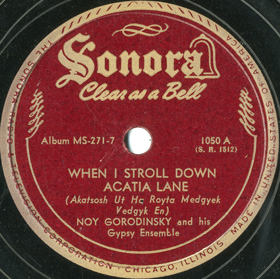 Sonora
Clear as a Bell
Album MS-271-7
1050 A
(S. R. 1512)
WHEN I STROLL DOWN
ACATIA LANE
(Akatsosh Ut Hc Royta Medgyek
Vedgyk En)
NOY GORODINSKY and his
Gypsy Ensemble
CORPORATION · CHICAGO, ILLINOIS · MADE IN UNITED STATES OF AMERICA